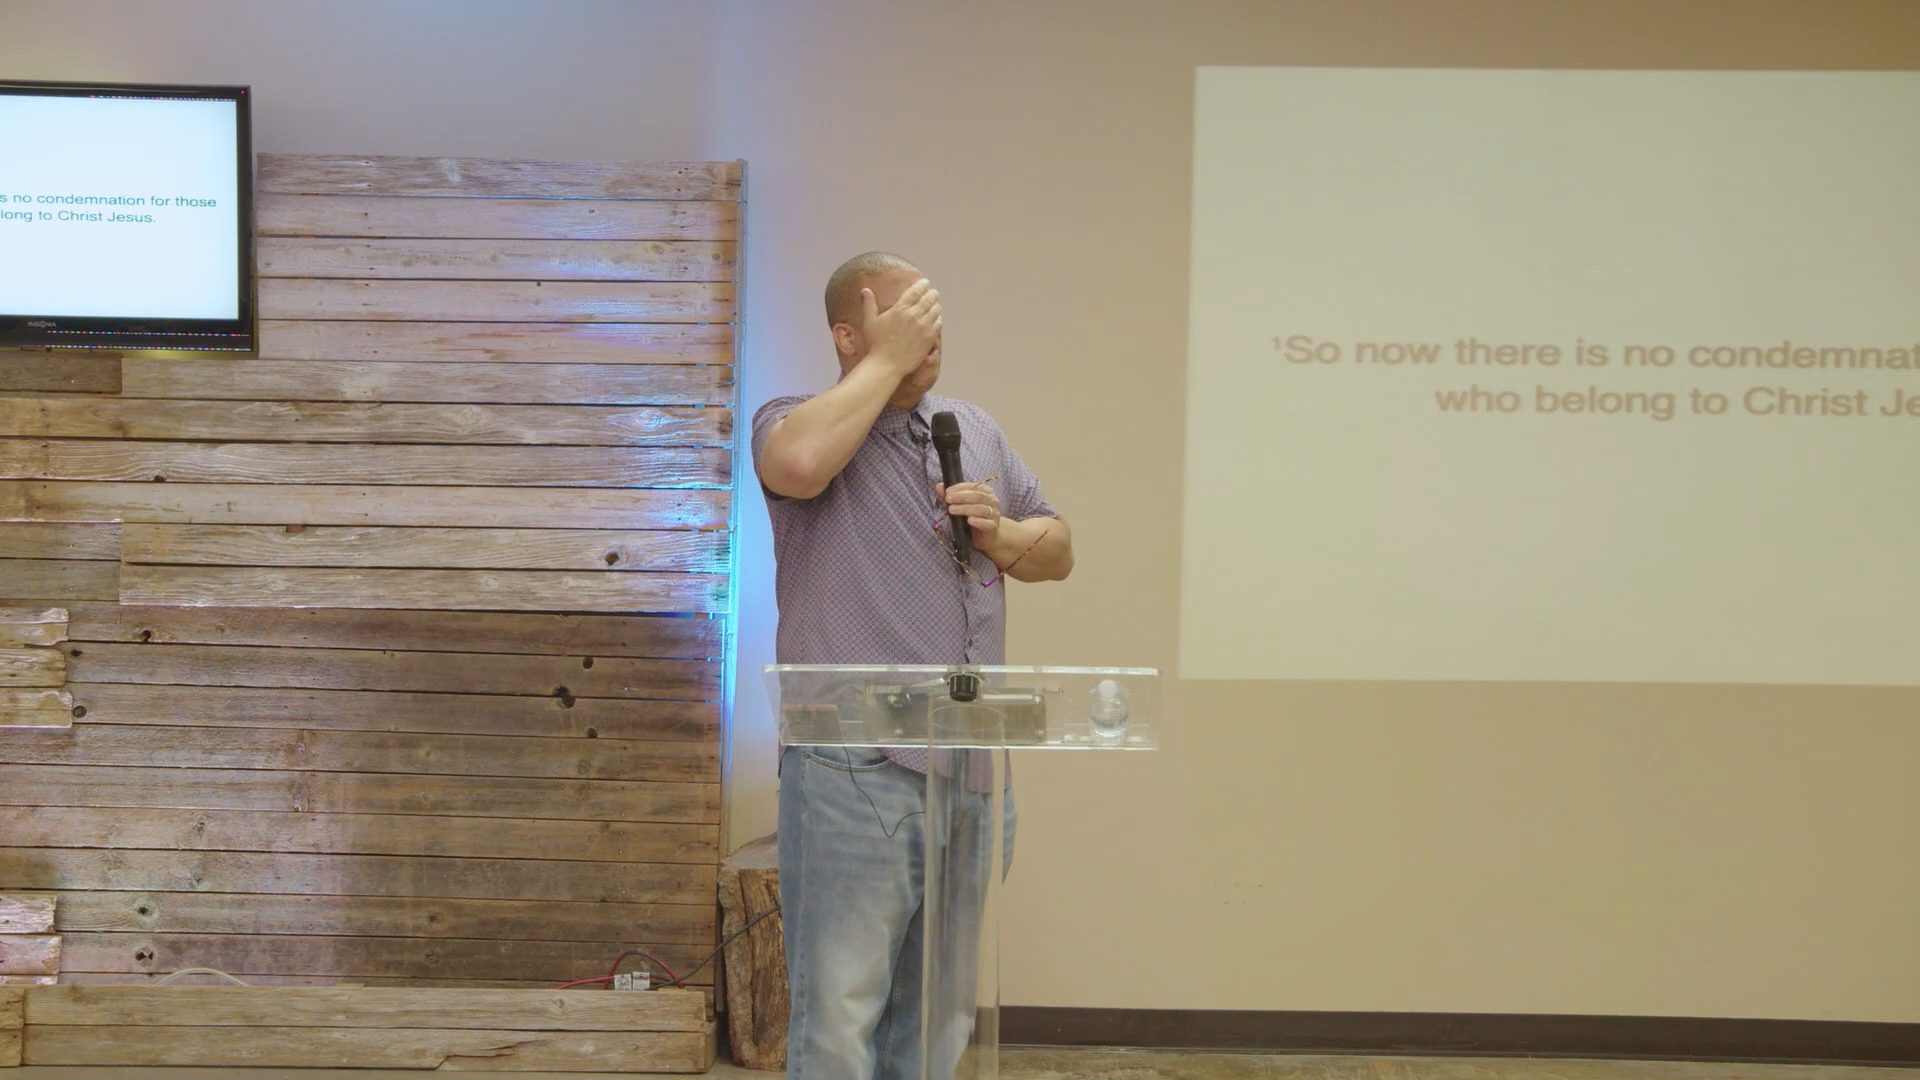 s no condemnation for those
long to Christ Jesus.
INSIGNIA
¹So now there is no condemnat
who belong to Christ Je